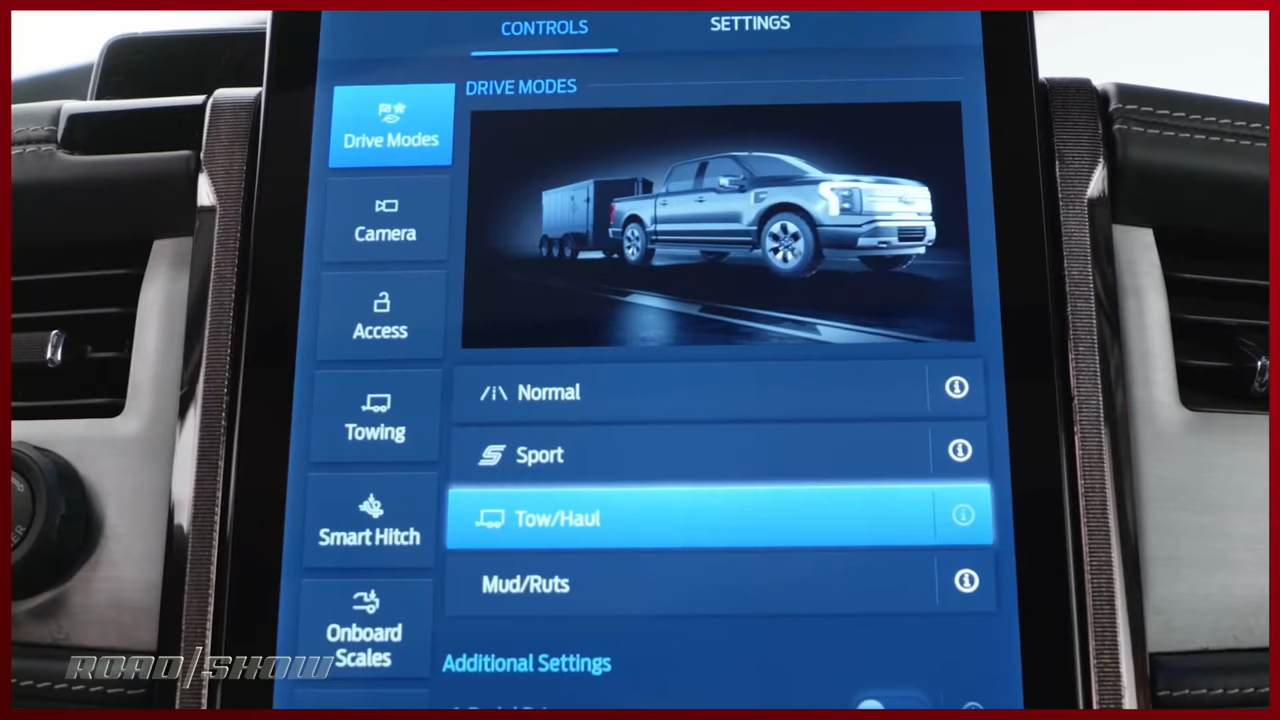 CONTROLS
SETTINGS
DRIVE MODES
Drive Modes
Camera
Access
Towing
Smart Hitch
Onboard
Scales
Normal
Sport
Tow/Haul
Mud/Ruts
Additional Settings
ROAD/SHOW